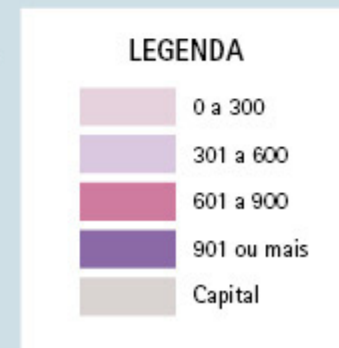 LEGENDA
0 a 300
301 a 600
601 a 900
901 ou mais
Capital